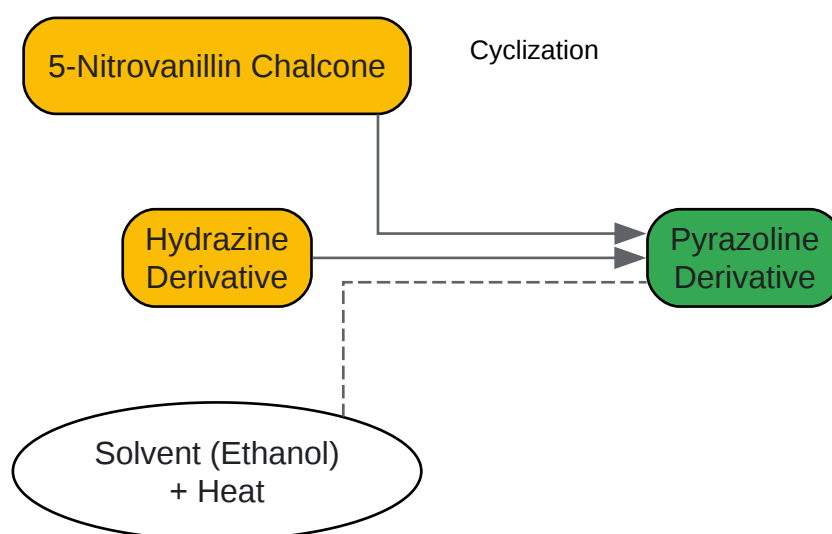 5-Nitrovanillin Chalcone
Cyclization
Hydrazine
Derivative
Pyrazoline
Derivative
Solvent (Ethanol)
+ Heat